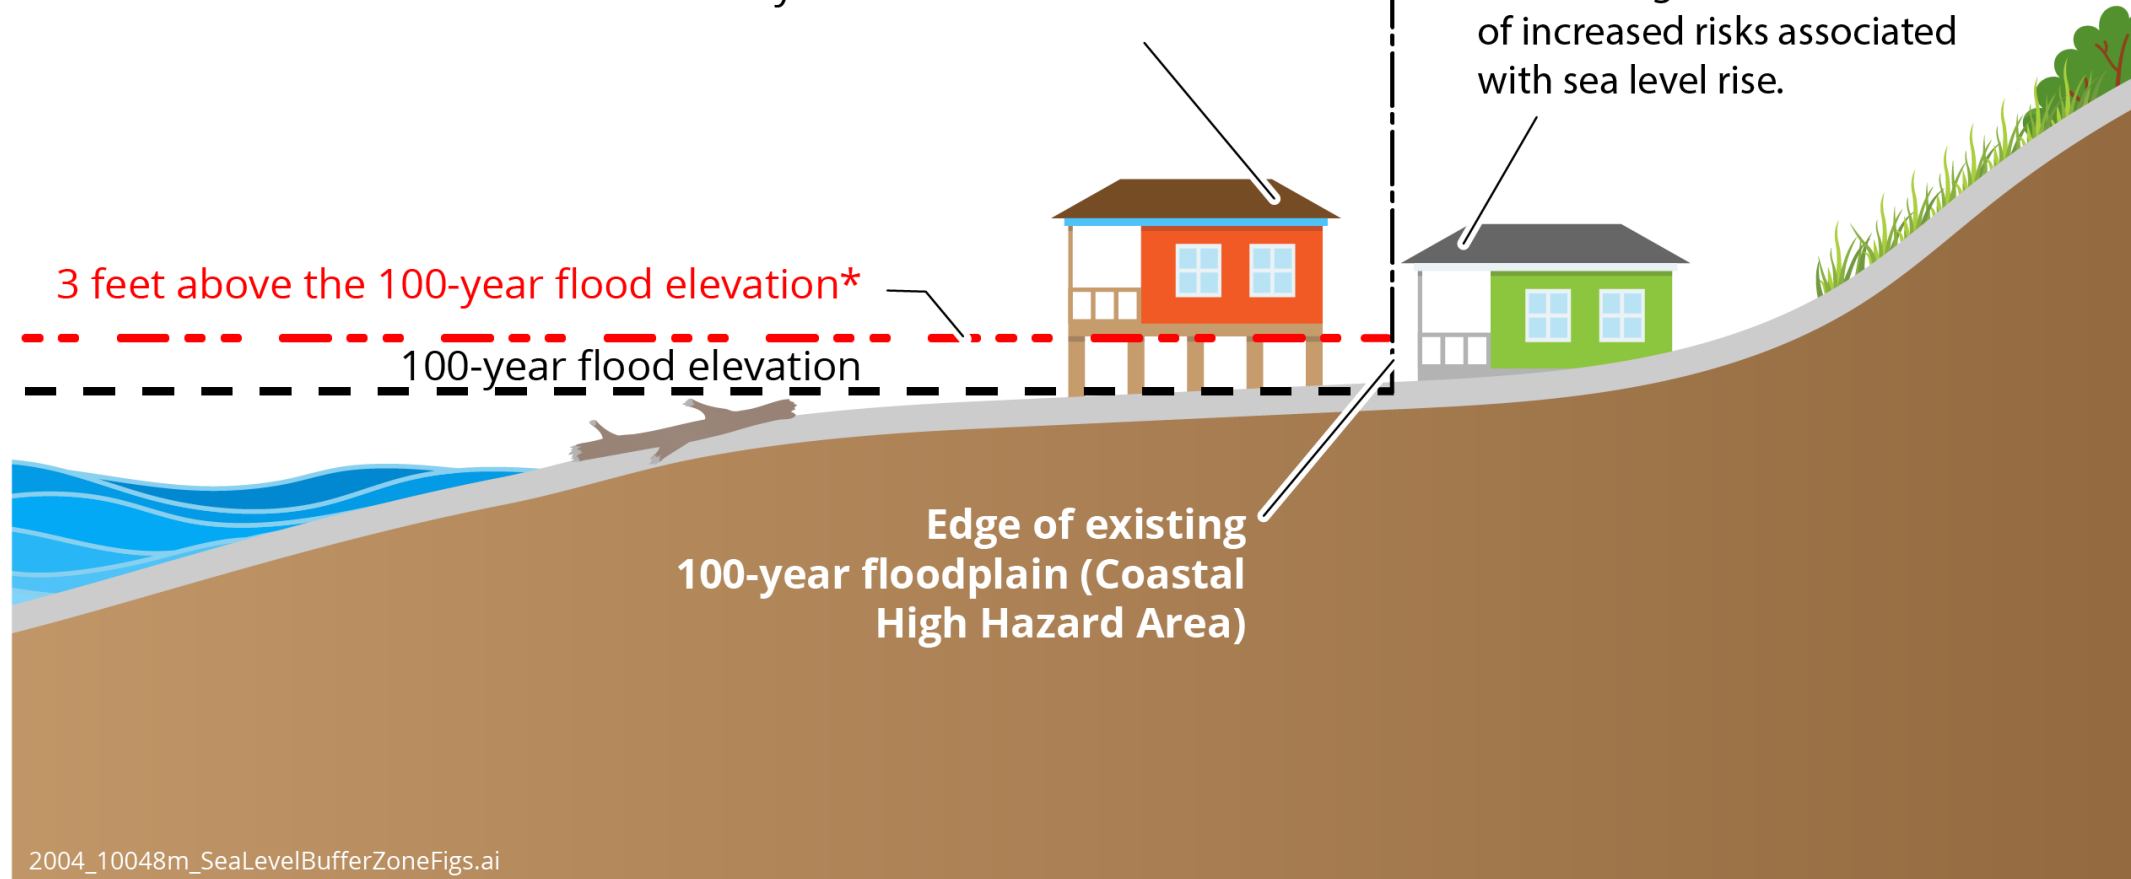 of increased risks associated
with sea level rise.
3 feet above the 100-year flood elevation*
100-year flood elevation
Edge of existing
100-year floodplain (Coastal
High Hazard Area)
2004_10048m_SeaLevelBufferZoneFigs.ai